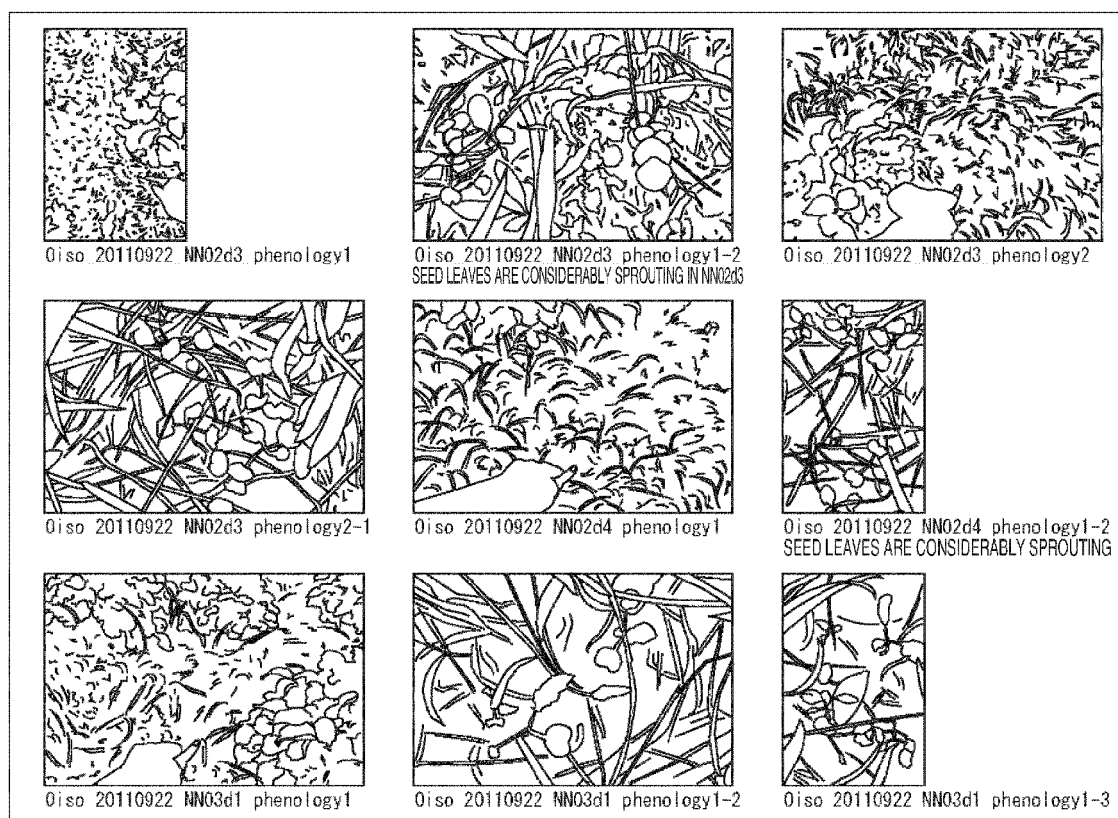 Oiso 20110922 NN02d3 phenology1
Oiso 20110922 NN02d3 phenology1-2
SEED LEAVES ARE CONSIDERABLY SPROUTING IN NN02d3
Oiso 20110922 NN02d3 phenology2
Oiso 20110922 NN02d3 phenology2-1
Oiso 20110922 NN02d4 phenology1
Oiso 20110922 NN02d4 phenology1-2
SEED LEAVES ARE CONSIDERABLY SPROUTING
Oiso 20110922 NN03d1 phenology1
Oiso 20110922 NN03d1 phenology1-2
Oiso 20110922 NN03d1 phenology1-3